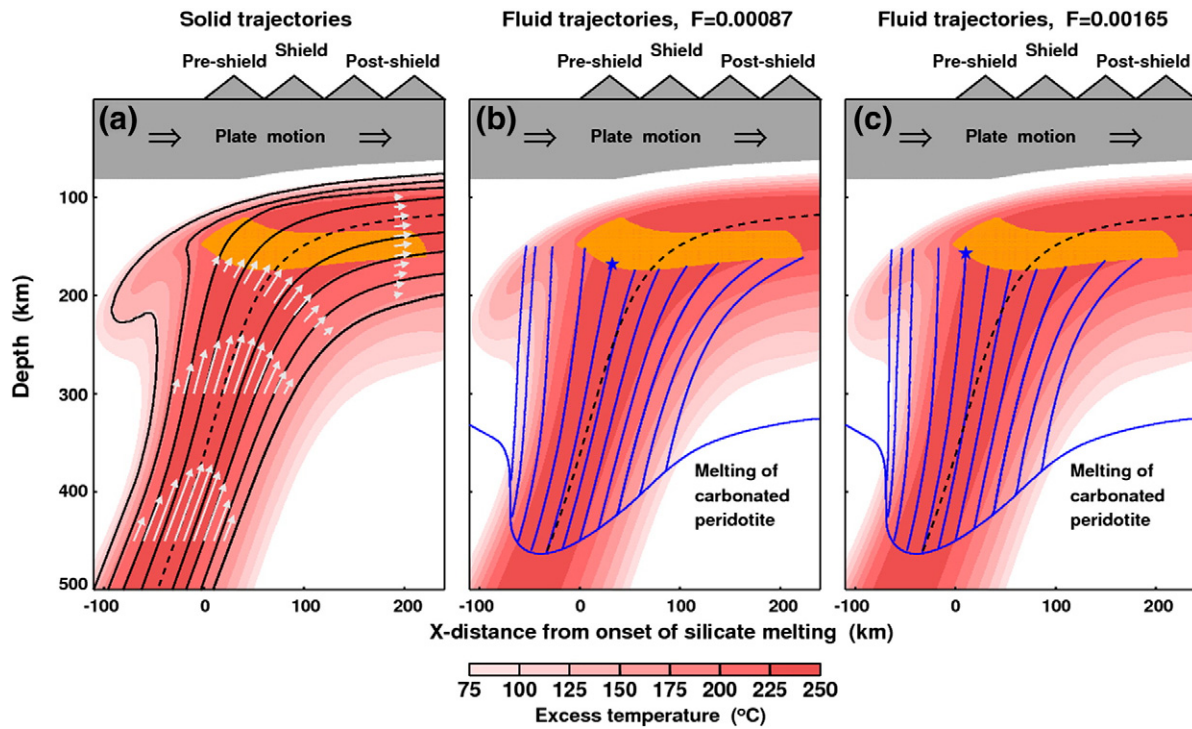 Solid trajectories
Fluid trajectories, F=0.00087
Fluid trajectories, F=0.00165
Pre-shield
Shield
Post-shield
Pre-shield
Shield
Post-shield
Pre-shield
Shield
Post-shield
(a)
⇒ Plate motion ⇒
(b)
⇒ Plate motion ⇒
(c)
⇒ Plate motion ⇒
Depth (km)
100
200
300
400
500
Melting of
carbonated
peridotite
Melting of
carbonated
peridotite
-100 0 100 200
-100 0 100 200
-100 0 100 200
X-distance from onset of silicate melting (km)
75 100 125 150 175 200 225 250
Excess temperature (°C)